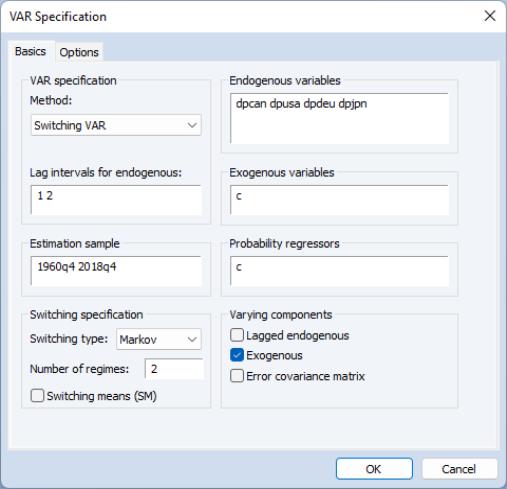 VAR Specification
Basics
Options
VAR specification
Method:
Switching VAR
Lag intervals for endogenous:
1 2
Estimation sample
1960q4 2018q4
Switching specification
Switching type:
Markov
Number of regimes:
2
Switching means (SM)
Endogenous variables
dpcan dpusa dpdeu dpjpn
Exogenous variables
c
Probability regressors
c
Varying components
Lagged endogenous
Exogenous
Error covariance matrix
OK
Cancel